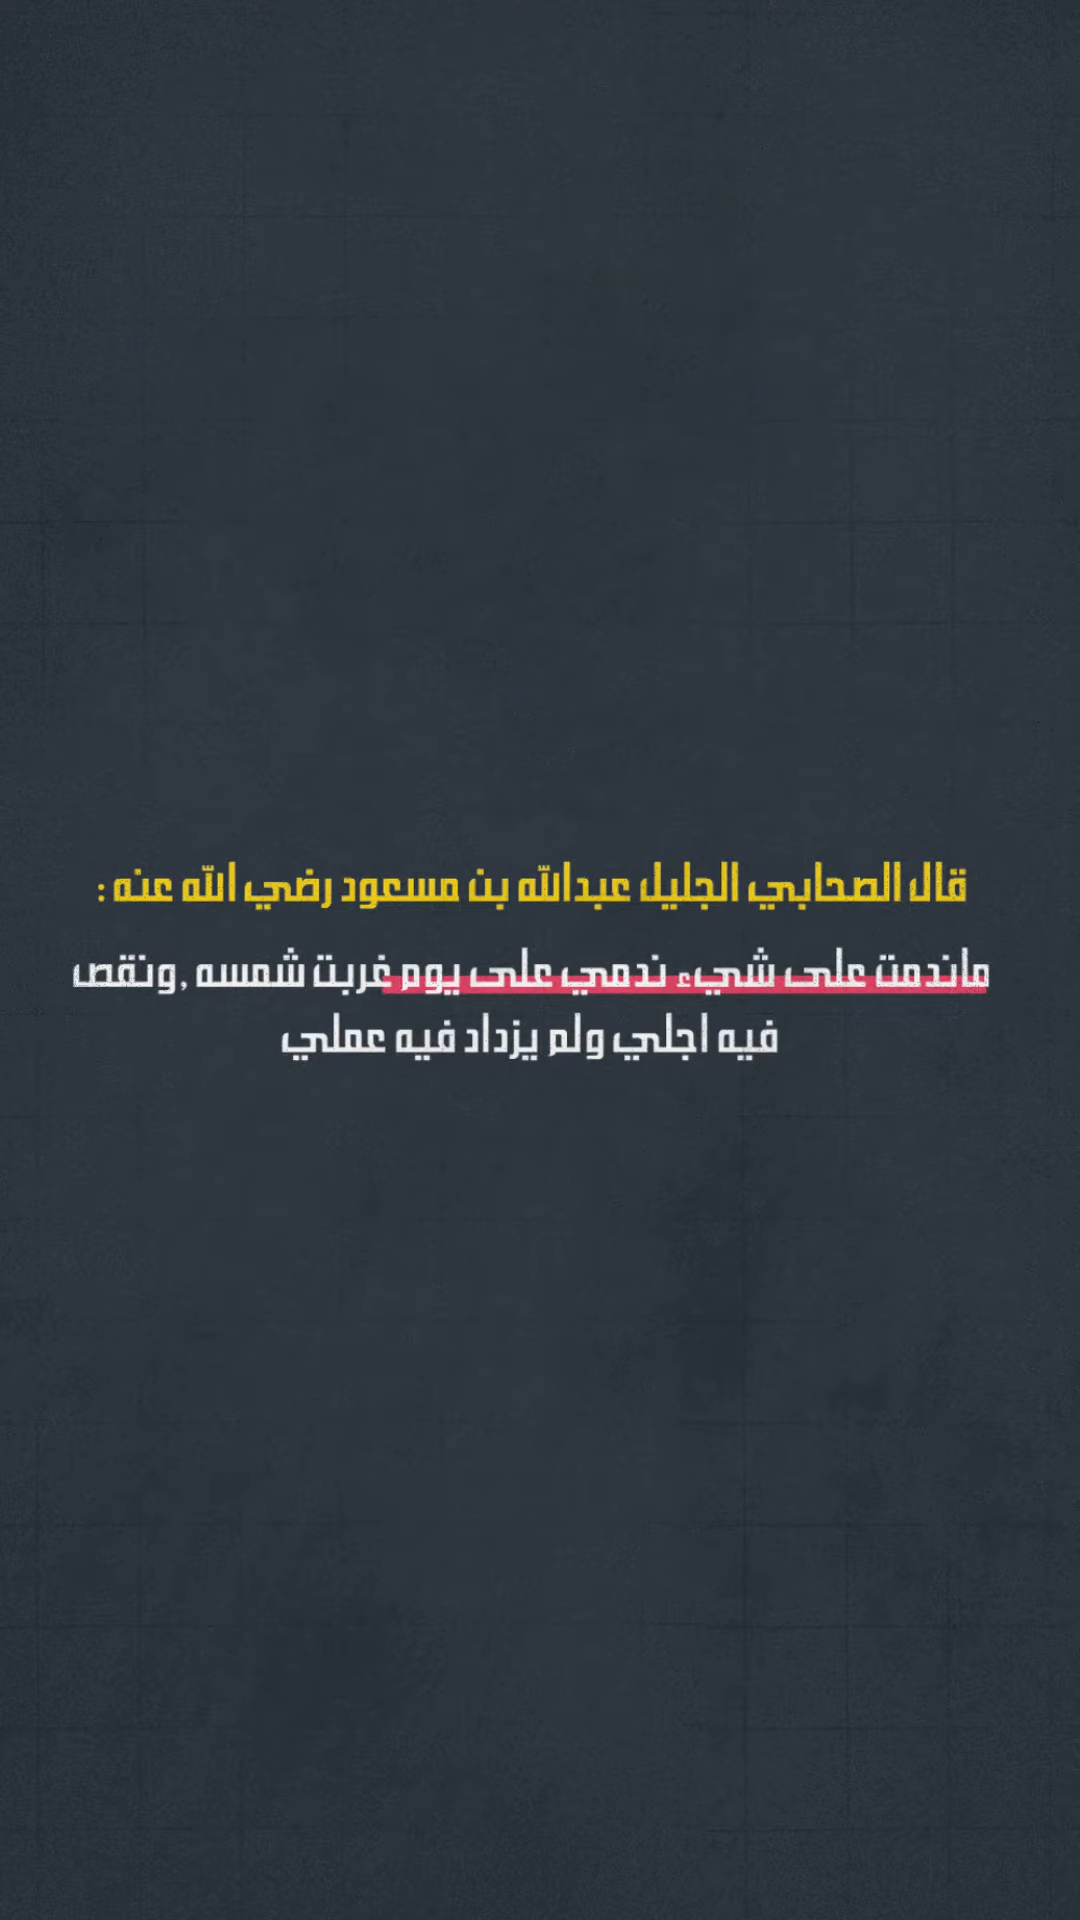 قال الصحابي الجليل عبدالله بن مسعود رضي الله عنه :
ماندمت على شيء ندمي على يوم غربت شمسه ,ونقص
فيه اجلي ولم يزداد فيه عملي